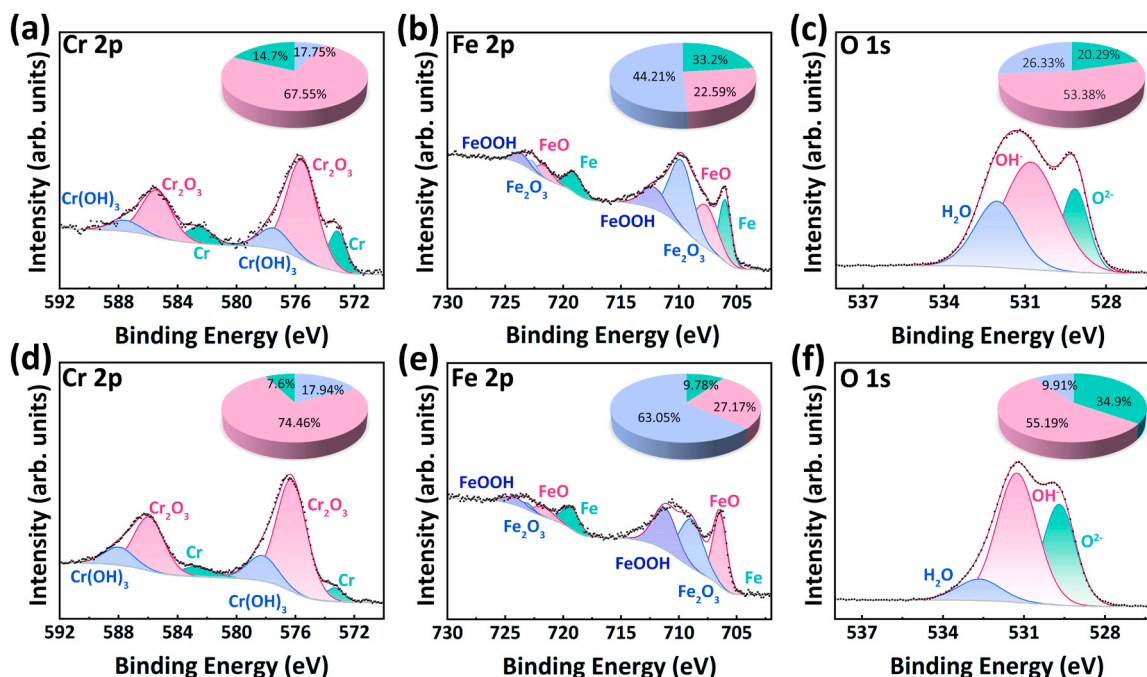 (a) Cr 2p
14.7% 17.75%
67.55%
Cr(OH)₃ Cr₂O₃ Cr Cr(OH)₃ Cr₂O₃ Cr
Intensity (arb. units)
592 588 584 580 576 572
Binding Energy (eV)
(b) Fe 2p
44.21% 33.2%
22.59%
FeOOH Fe₂O₃ FeO Fe FeOOH Fe₂O₃ FeO Fe
Intensity (arb. units)
730 725 720 715 710 705
Binding Energy (eV)
(c) O 1s
26.33% 20.29%
53.38%
H₂O OH⁻ O²⁻
Intensity (arb. units)
537 534 531 528
Binding Energy (eV)
(d) Cr 2p
7.6% 17.94%
74.46%
Cr(OH)₃ Cr₂O₃ Cr Cr(OH)₃ Cr₂O₃ Cr
Intensity (arb. units)
592 588 584 580 576 572
Binding Energy (eV)
(e) Fe 2p
9.78%
63.05% 27.17%
FeOOH Fe₂O₃ FeO Fe FeOOH Fe₂O₃ FeO Fe
Intensity (arb. units)
730 725 720 715 710 705
Binding Energy (eV)
(f) O 1s
9.91% 34.9%
55.19%
H₂O OH⁻ O²⁻
Intensity (arb. units)
537 534 531 528
Binding Energy (eV)